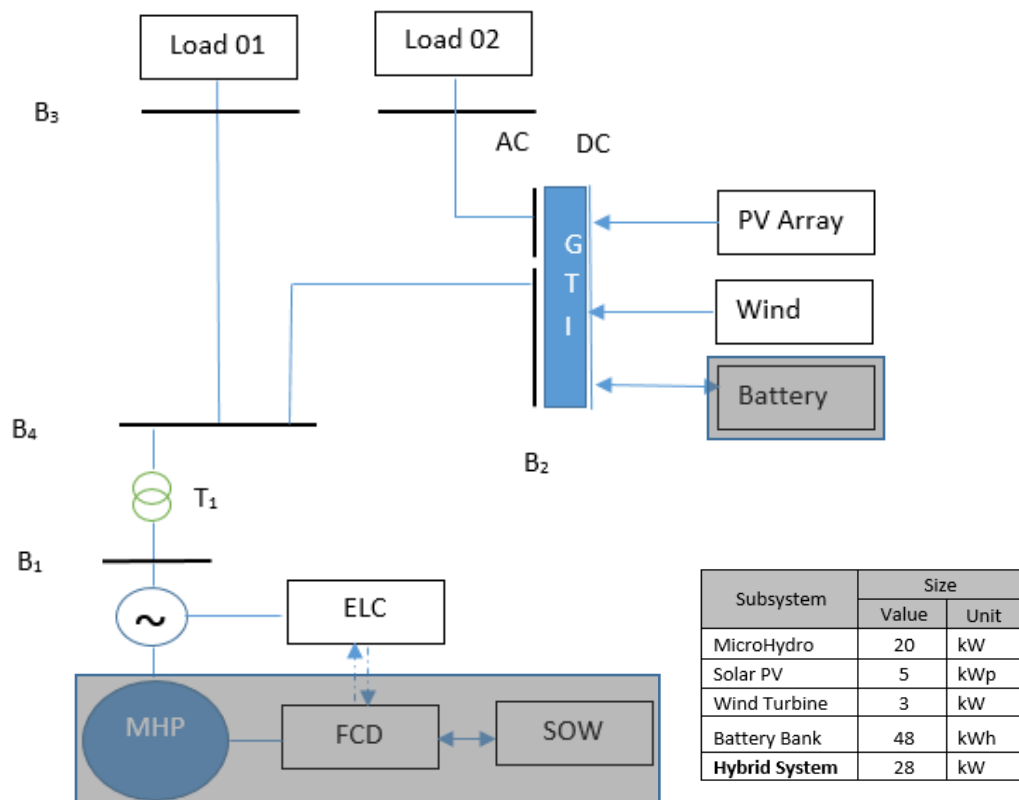 Load 01
Load 02
B₃
AC
DC
G
T
I
PV Array
Wind
Battery
B₄
B₂
T₁
B₁
~
ELC
MHP
FCD
SOW
Subsystem
Size
Value
Unit
MicroHydro 20 kW
Solar PV 5 kWp
Wind Turbine 3 kW
Battery Bank 48 kWh
Hybrid System 28 kW